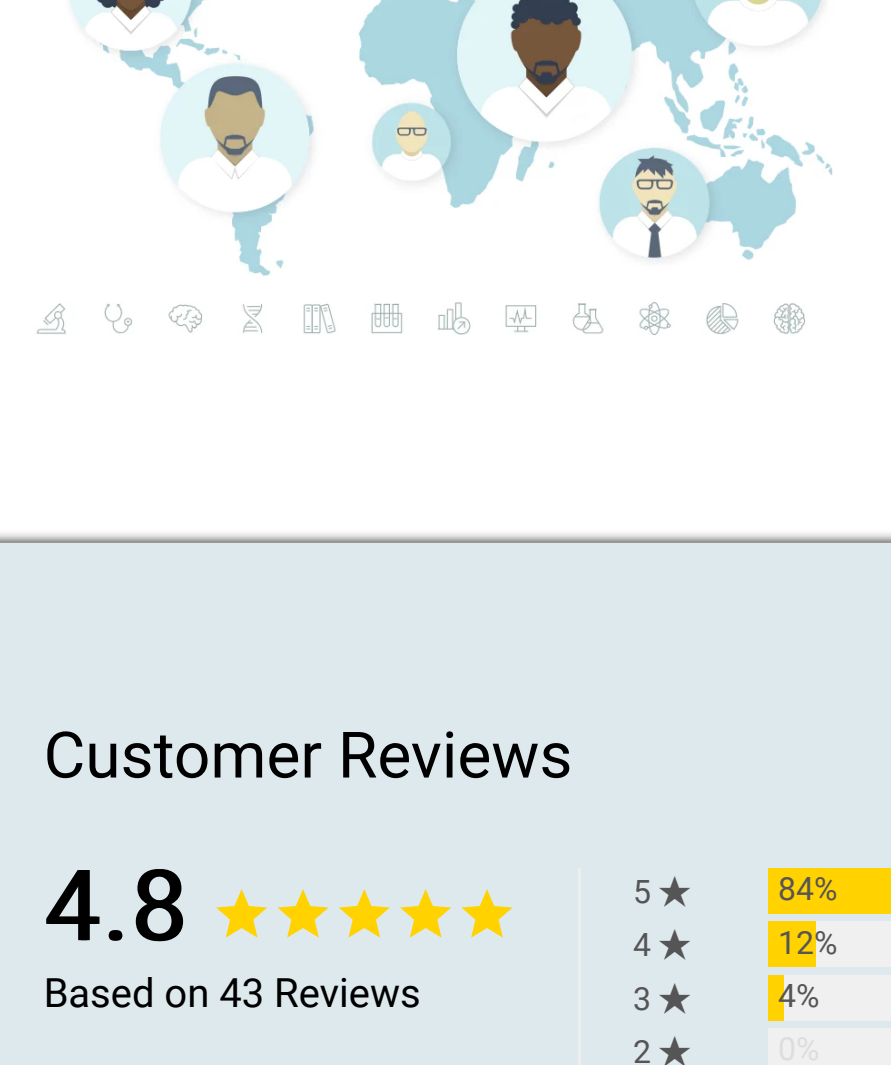 Customer Reviews
4.8
Based on 43 Reviews
5 ★ 84%
4 ★ 12%
3 ★ 4%
2 ★ 0%